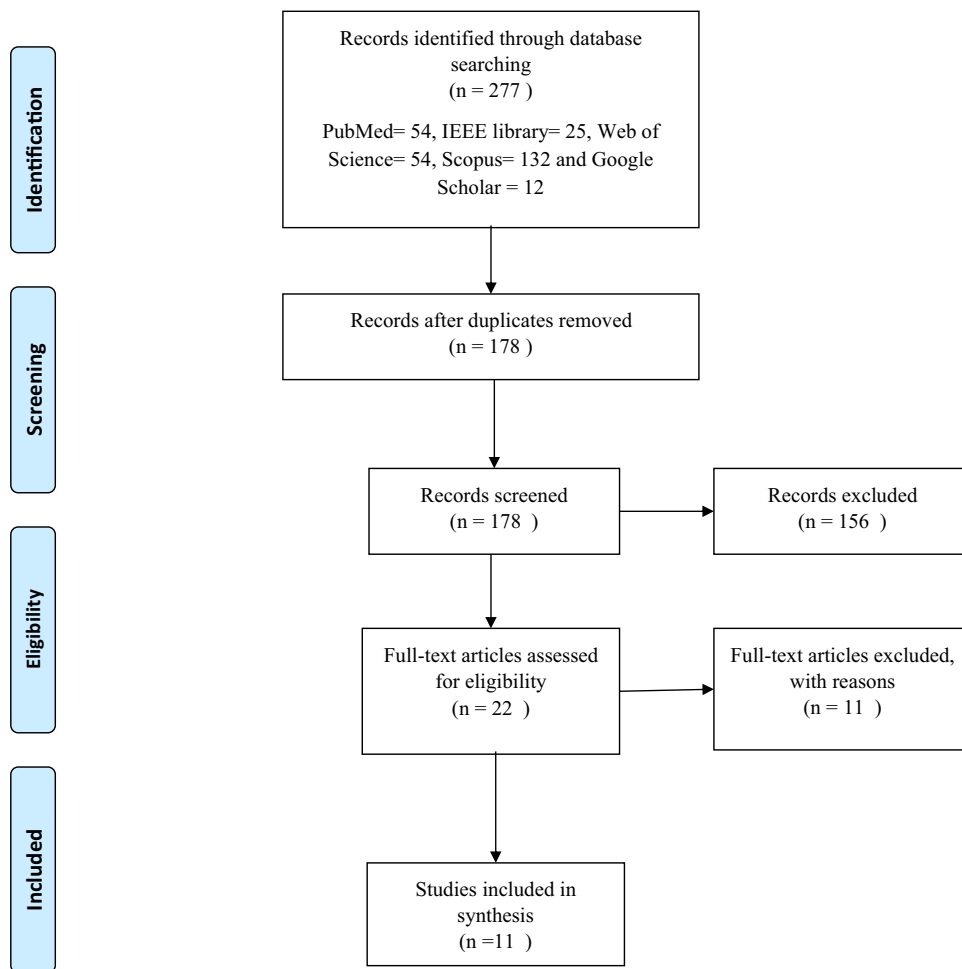 Identification
Records identified through database
searching
(n = 277 )
PubMed= 54, IEEE library= 25, Web of
Science= 54, Scopus= 132 and Google
Scholar = 12
Screening
Records after duplicates removed
(n = 178 )
Records screened
(n = 178 )
Records excluded
(n = 156 )
Eligibility
Full-text articles assessed
for eligibility
(n = 22 )
Full-text articles excluded,
with reasons
(n = 11 )
Included
Studies included in
synthesis
(n =11 )